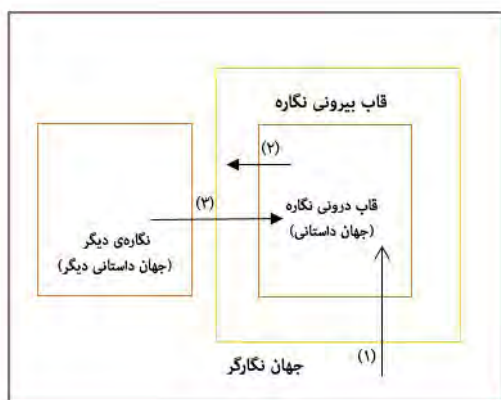 قاب بیرونی نگاره
(۲)
قاب درونی نگاره
(جهان داستانی)
(۳)
نگاره‌ی دیگر
(جهان داستانی دیگر)
(۱)
جهان نگارگر